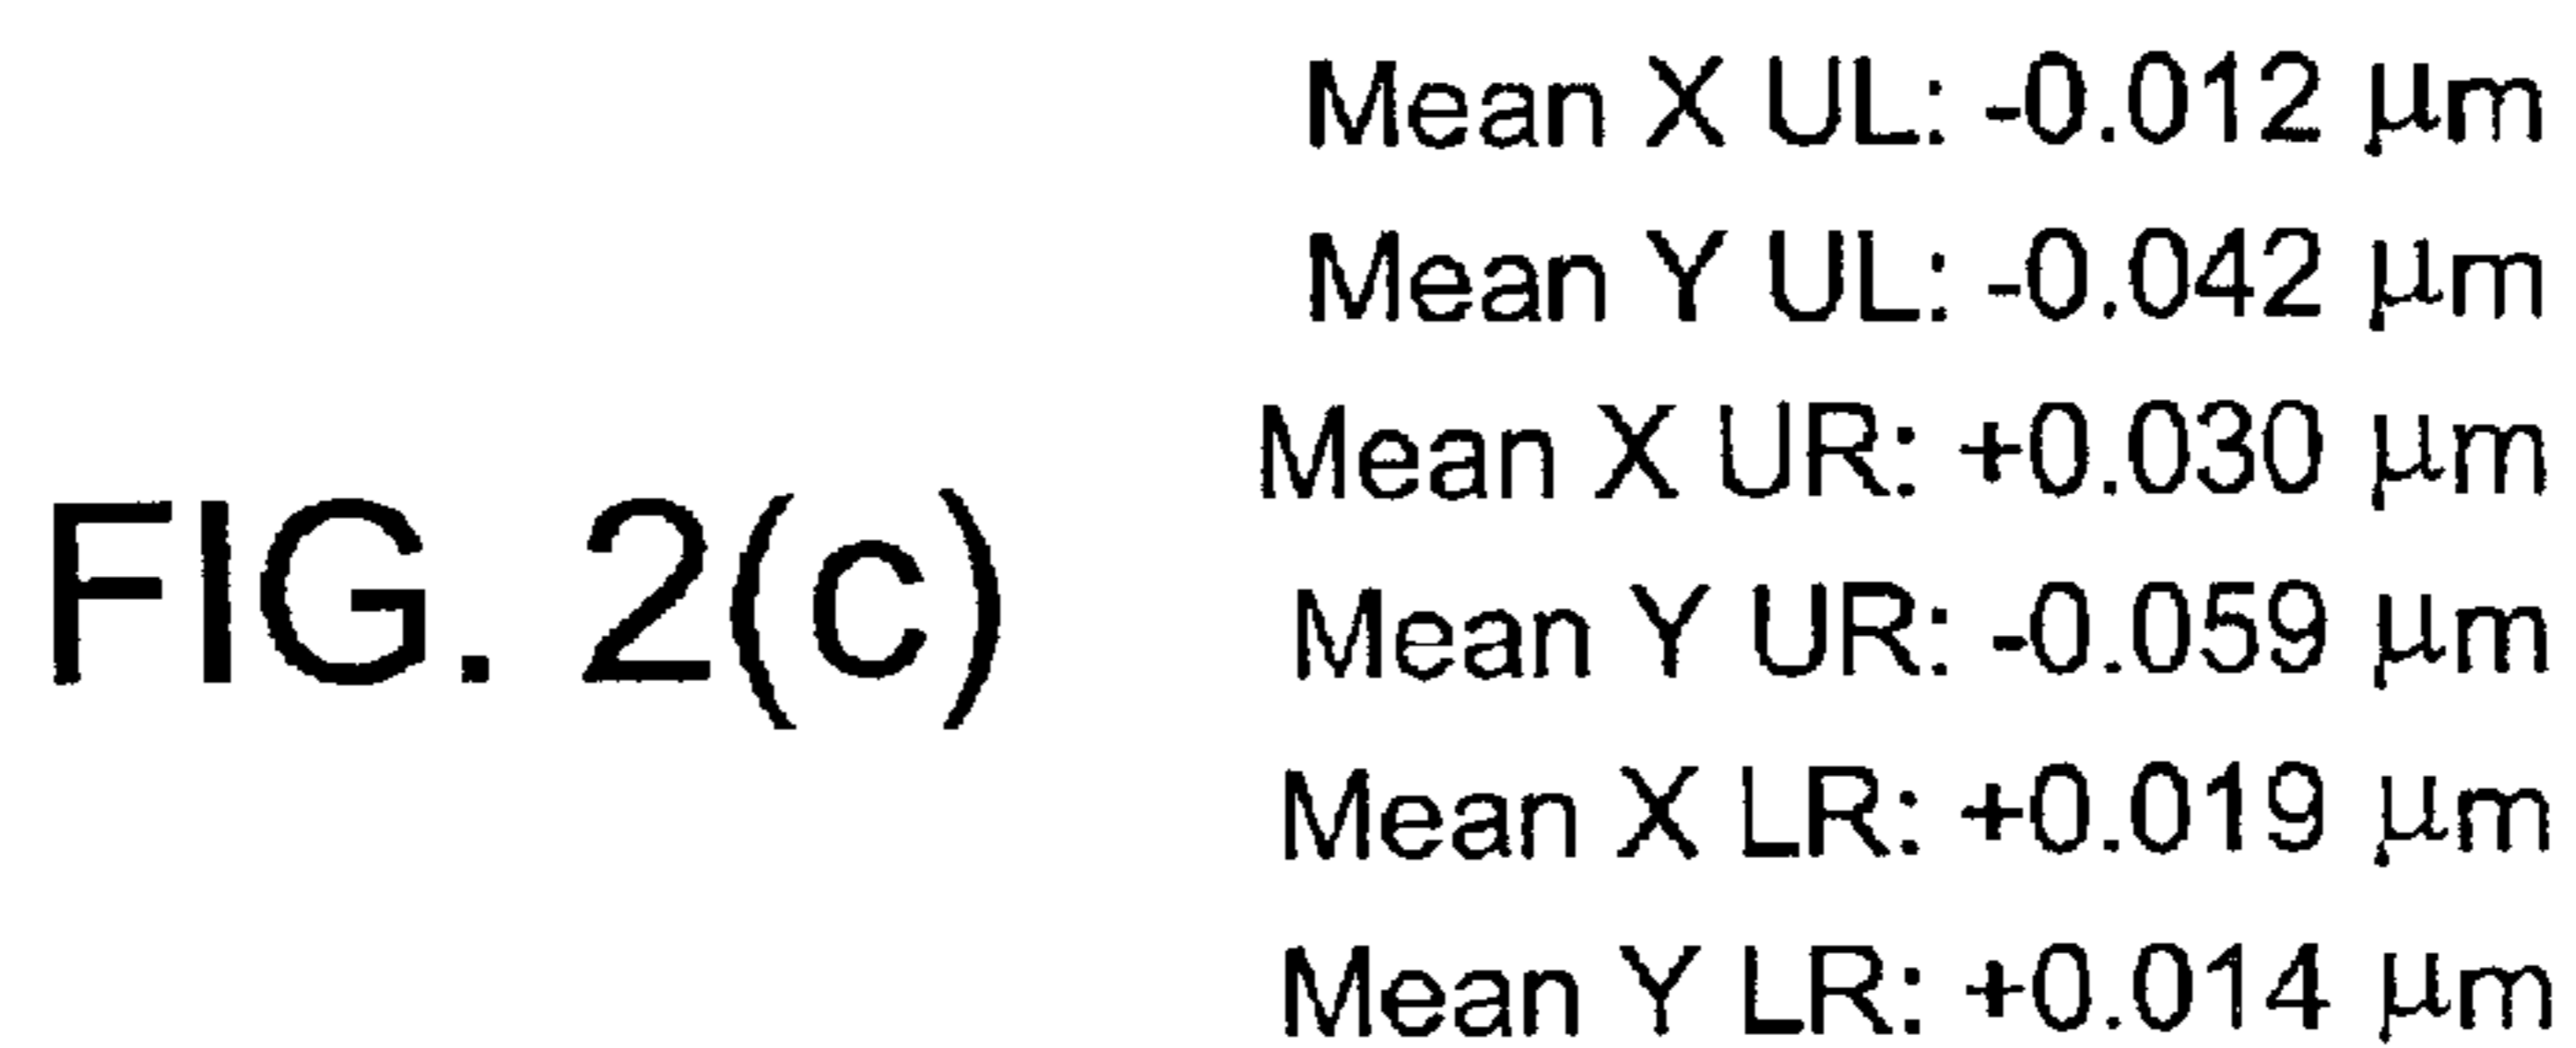 Mean X UL: -0.012 μm
Mean Y UL: -0.042 μm
Mean X UR: +0.030 μm
FIG. 2(c)
Mean Y UR: -0.059 μm
Mean X LR: +0.019 μm
Mean Y LR: +0.014 μm